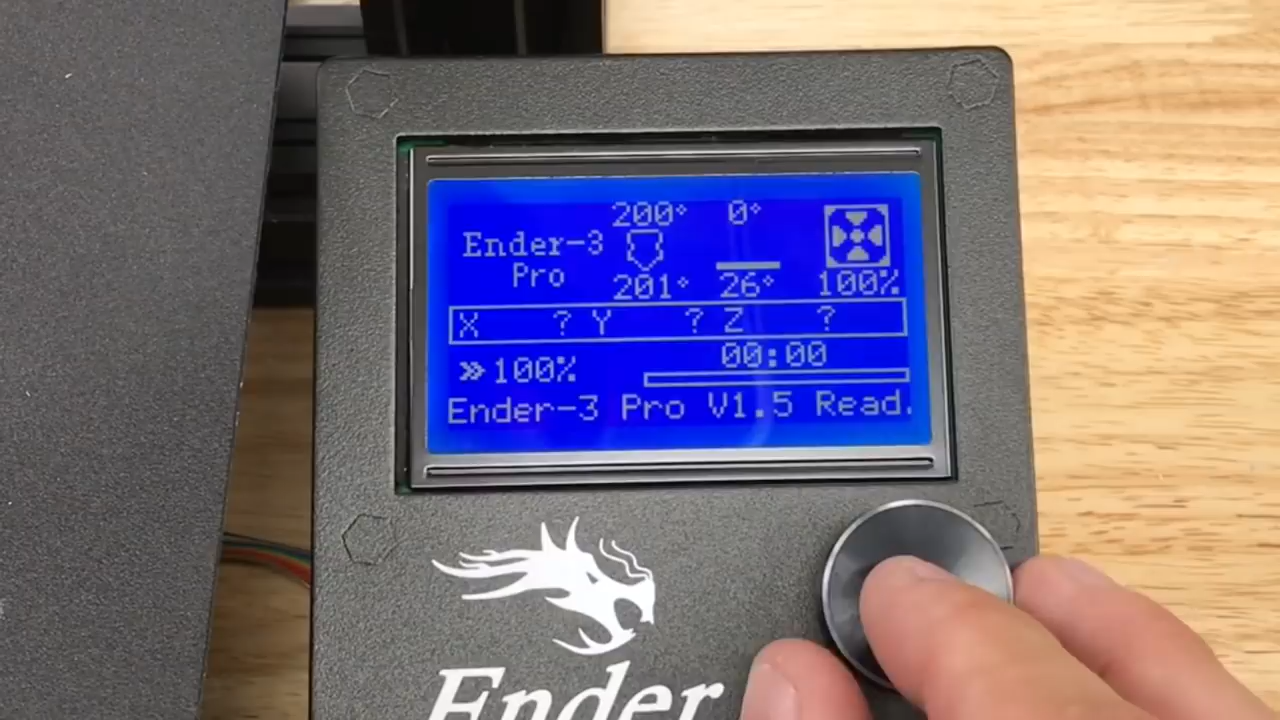 200° 0°
Ender-3
Pro
201° 26° 100%
X ? Y ? Z ?
00:00
»100%
Ender-3 Pro V1.5 Read.
Ender